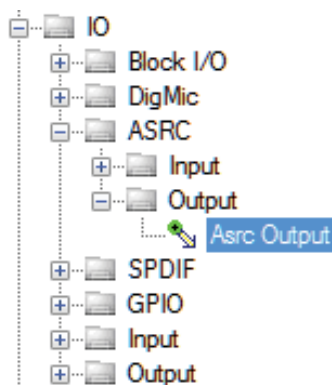 IO
Block I/O
DigMic
ASRC
Input
Output
Asrc Output
SPDIF
GPIO
Input
Output